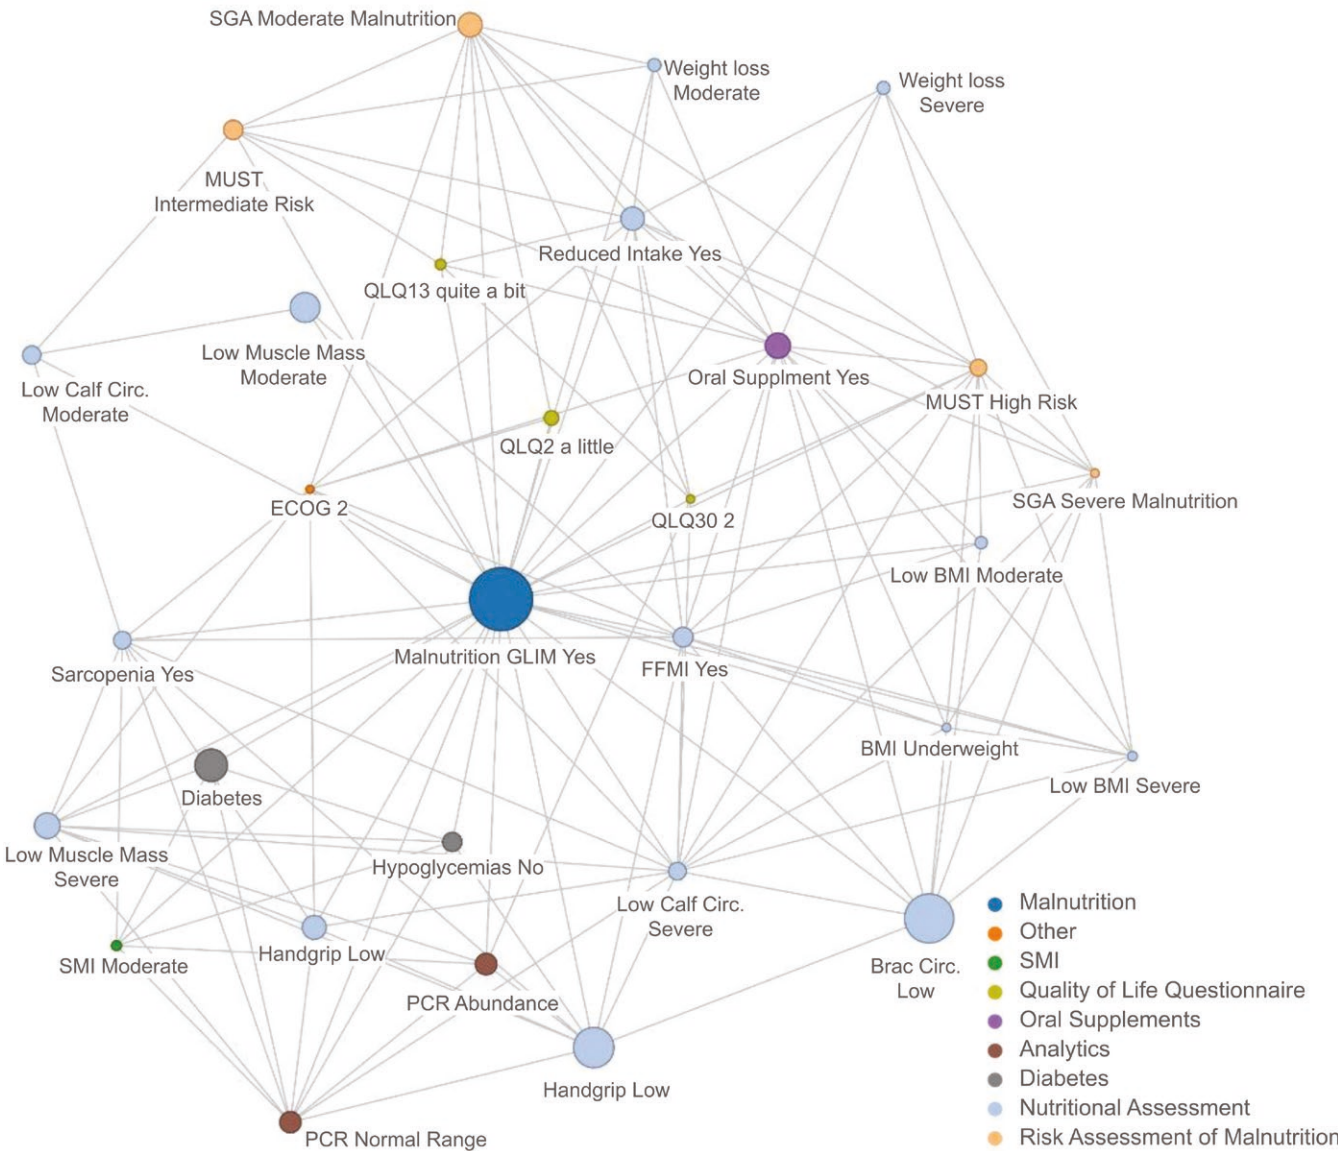 SGA Moderate Malnutrition
Weight loss
Moderate
Weight loss
Severe
MUST
Intermediate Risk
Reduced Intake Yes
QLQ13 quite a bit
Low Muscle Mass
Moderate
Low Calf Circ.
Moderate
Oral Supplment Yes
MUST High Risk
QLQ2 a little
ECOG 2
QLQ30 2
SGA Severe Malnutrition
Low BMI Moderate
Malnutrition GLIM Yes
FFMI Yes
Sarcopenia Yes
BMI Underweight
Low BMI Severe
Diabetes
Low Muscle Mass
Severe
Hypoglycemias No
Low Calf Circ.
Severe
Handgrip Low
SMI Moderate
PCR Abundance
Brac Circ.
Low
Handgrip Low
PCR Normal Range
Malnutrition
Other
SMI
Quality of Life Questionnaire
Oral Supplements
Analytics
Diabetes
Nutritional Assessment
Risk Assessment of Malnutrition